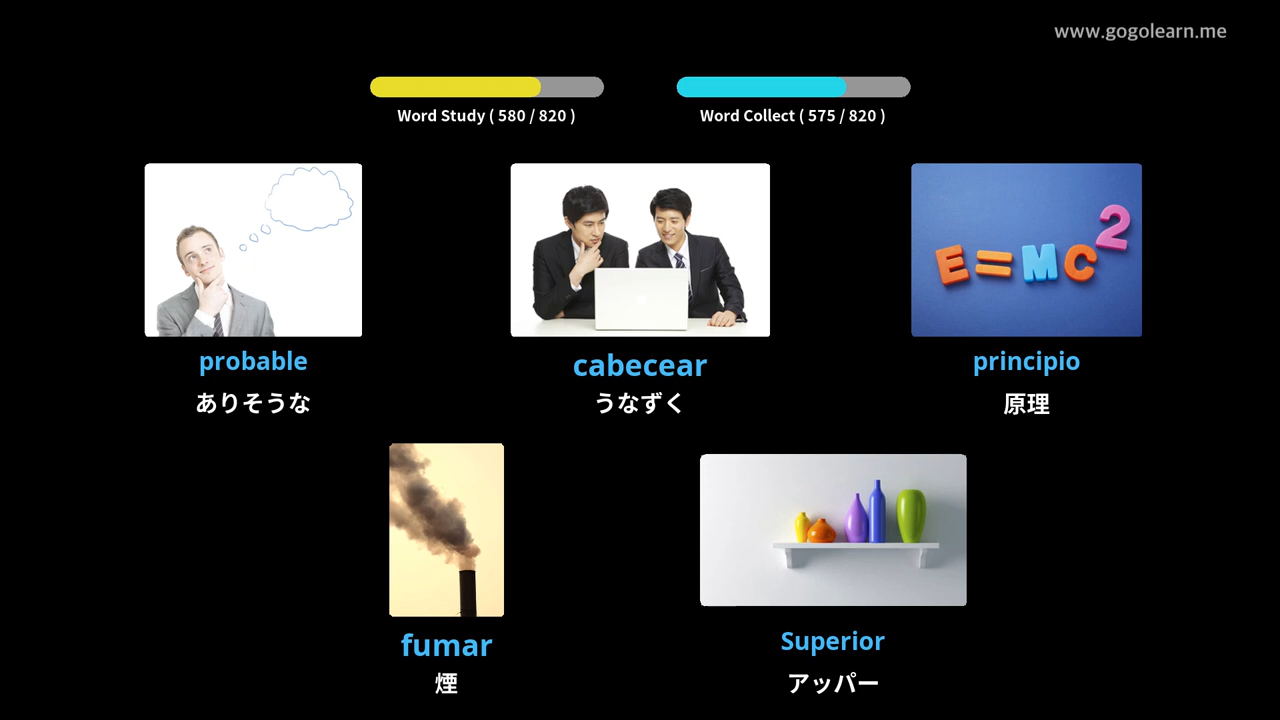 www.gogolearn.me
Word Study ( 580 / 820 )
Word Collect ( 575 / 820 )
E=MC2
probable
ありそうな
cabecear
うなずく
principio
原理
fumar
煙
Superior
アッパー